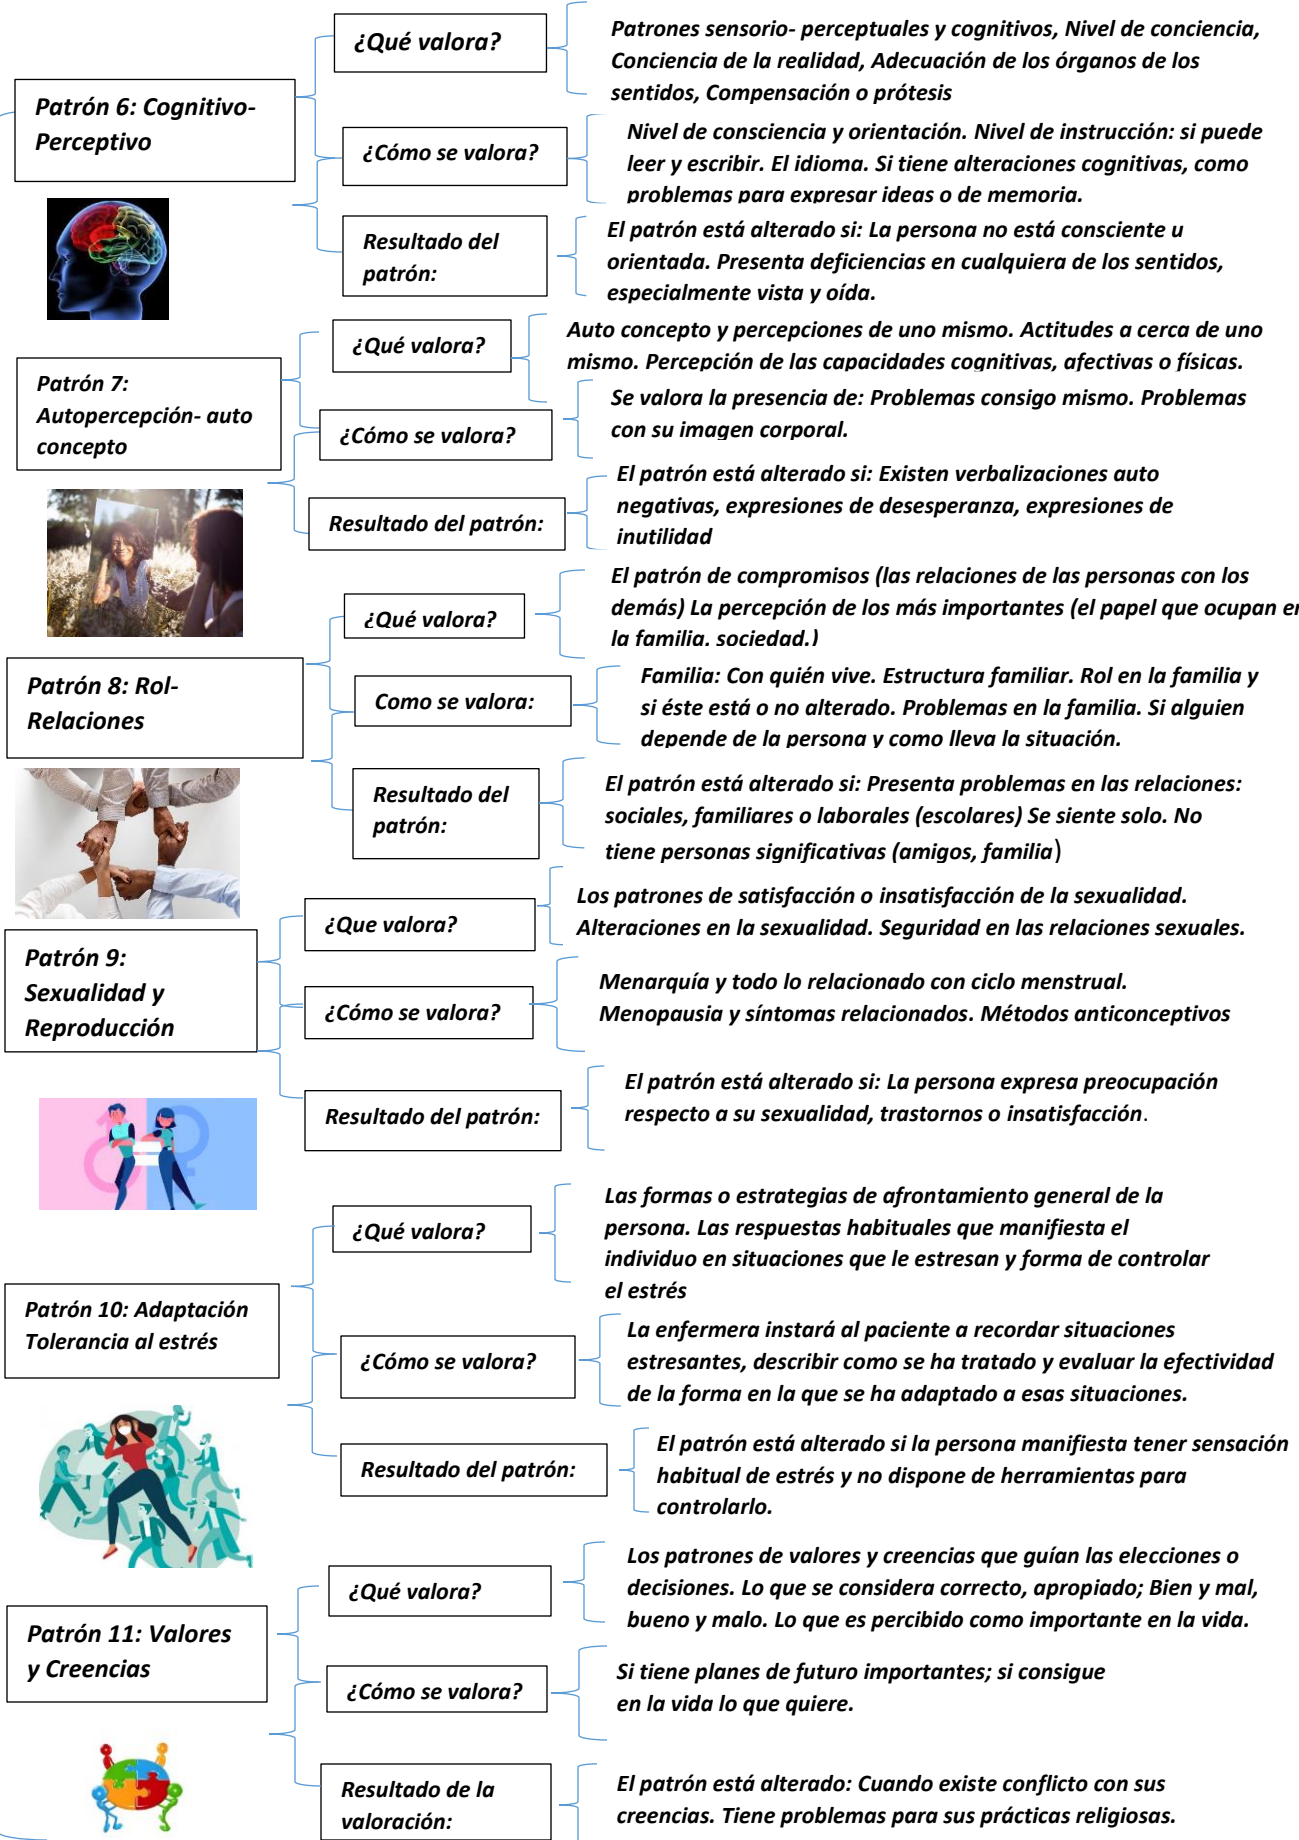 Patrón 6: Cognitivo-
Perceptivo
¿Qué valora?
Patrones sensorio- perceptuales y cognitivos, Nivel de conciencia,
Conciencia de la realidad, Adecuación de los órganos de los
sentidos, Compensación o prótesis
¿Cómo se valora?
Nivel de consciencia y orientación. Nivel de instrucción: si puede
leer y escribir. El idioma. Si tiene alteraciones cognitivas, como
problemas para expresar ideas o de memoria.
Resultado del
patrón:
El patrón está alterado si: La persona no está consciente u
orientada. Presenta deficiencias en cualquiera de los sentidos,
especialmente vista y oída.
Patrón 7:
Autopercepción- auto
concepto
¿Qué valora?
Auto concepto y percepciones de uno mismo. Actitudes a cerca de uno
mismo. Percepción de las capacidades cognitivas, afectivas o físicas.
¿Cómo se valora?
Se valora la presencia de: Problemas consigo mismo. Problemas
con su imagen corporal.
Resultado del patrón:
El patrón está alterado si: Existen verbalizaciones auto
negativas, expresiones de desesperanza, expresiones de
inutilidad
Patrón 8: Rol-
Relaciones
¿Qué valora?
El patrón de compromisos (las relaciones de las personas con los
demás) La percepción de los más importantes (el papel que ocupan en
la familia. sociedad.)
Como se valora:
Familia: Con quién vive. Estructura familiar. Rol en la familia y
si éste está o no alterado. Problemas en la familia. Si alguien
depende de la persona y como lleva la situación.
Resultado del
patrón:
El patrón está alterado si: Presenta problemas en las relaciones:
sociales, familiares o laborales (escolares) Se siente solo. No
tiene personas significativas (amigos, familia)
Patrón 9:
Sexualidad y
Reproducción
¿Que valora?
Los patrones de satisfacción o insatisfacción de la sexualidad.
Alteraciones en la sexualidad. Seguridad en las relaciones sexuales.
¿Cómo se valora?
Menarquía y todo lo relacionado con ciclo menstrual.
Menopausia y síntomas relacionados. Métodos anticonceptivos
Resultado del patrón:
El patrón está alterado si: La persona expresa preocupación
respecto a su sexualidad, trastornos o insatisfacción.
Patrón 10: Adaptación
Tolerancia al estrés
¿Qué valora?
Las formas o estrategias de afrontamiento general de la
persona. Las respuestas habituales que manifiesta el
individuo en situaciones que le estresan y forma de controlar
el estrés
¿Cómo se valora?
La enfermera instará al paciente a recordar situaciones
estresantes, describir como se ha tratado y evaluar la efectividad
de la forma en la que se ha adaptado a esas situaciones.
Resultado del patrón:
El patrón está alterado si la persona manifiesta tener sensación
habitual de estrés y no dispone de herramientas para
controlarlo.
Patrón 11: Valores
y Creencias
¿Qué valora?
Los patrones de valores y creencias que guían las elecciones o
decisiones. Lo que se considera correcto, apropiado; Bien y mal,
bueno y malo. Lo que es percibido como importante en la vida.
¿Cómo se valora?
Si tiene planes de futuro importantes; si consigue
en la vida lo que quiere.
Resultado de la
valoración:
El patrón está alterado: Cuando existe conflicto con sus
creencias. Tiene problemas para sus prácticas religiosas.